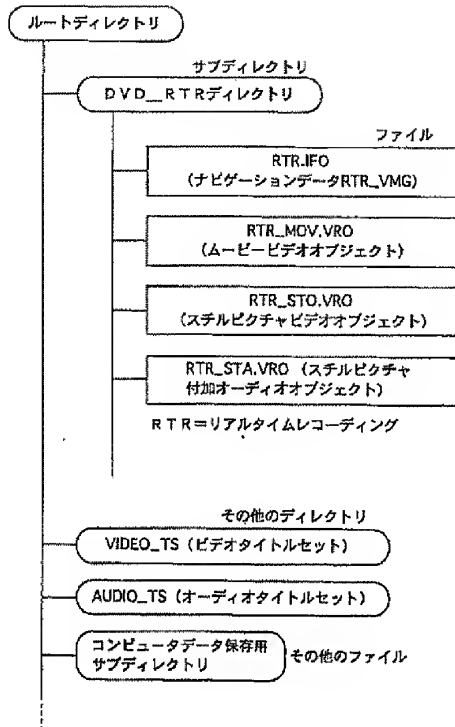 ルートディレクトリ
サブディレクトリ
DVD_RTRディレクトリ
ファイル
RTR.IFO
(ナビゲーションデータRTR_VMG)
RTR_MOV.VRO
(ムービービデオオブジェクト)
RTR_STO.VRO
(スチルピクチャビデオオブジェクト)
RTR_STA.VRO (スチルピクチャ
付加オーディオオブジェクト)
RTR=リアルタイムレコーディング
その他のディレクトリ
VIDEO_TS (ビデオタイトルセット)
AUDIO_TS (オーディオタイトルセット)
コンピュータデータ保存用
サブディレクトリ
その他のファイル